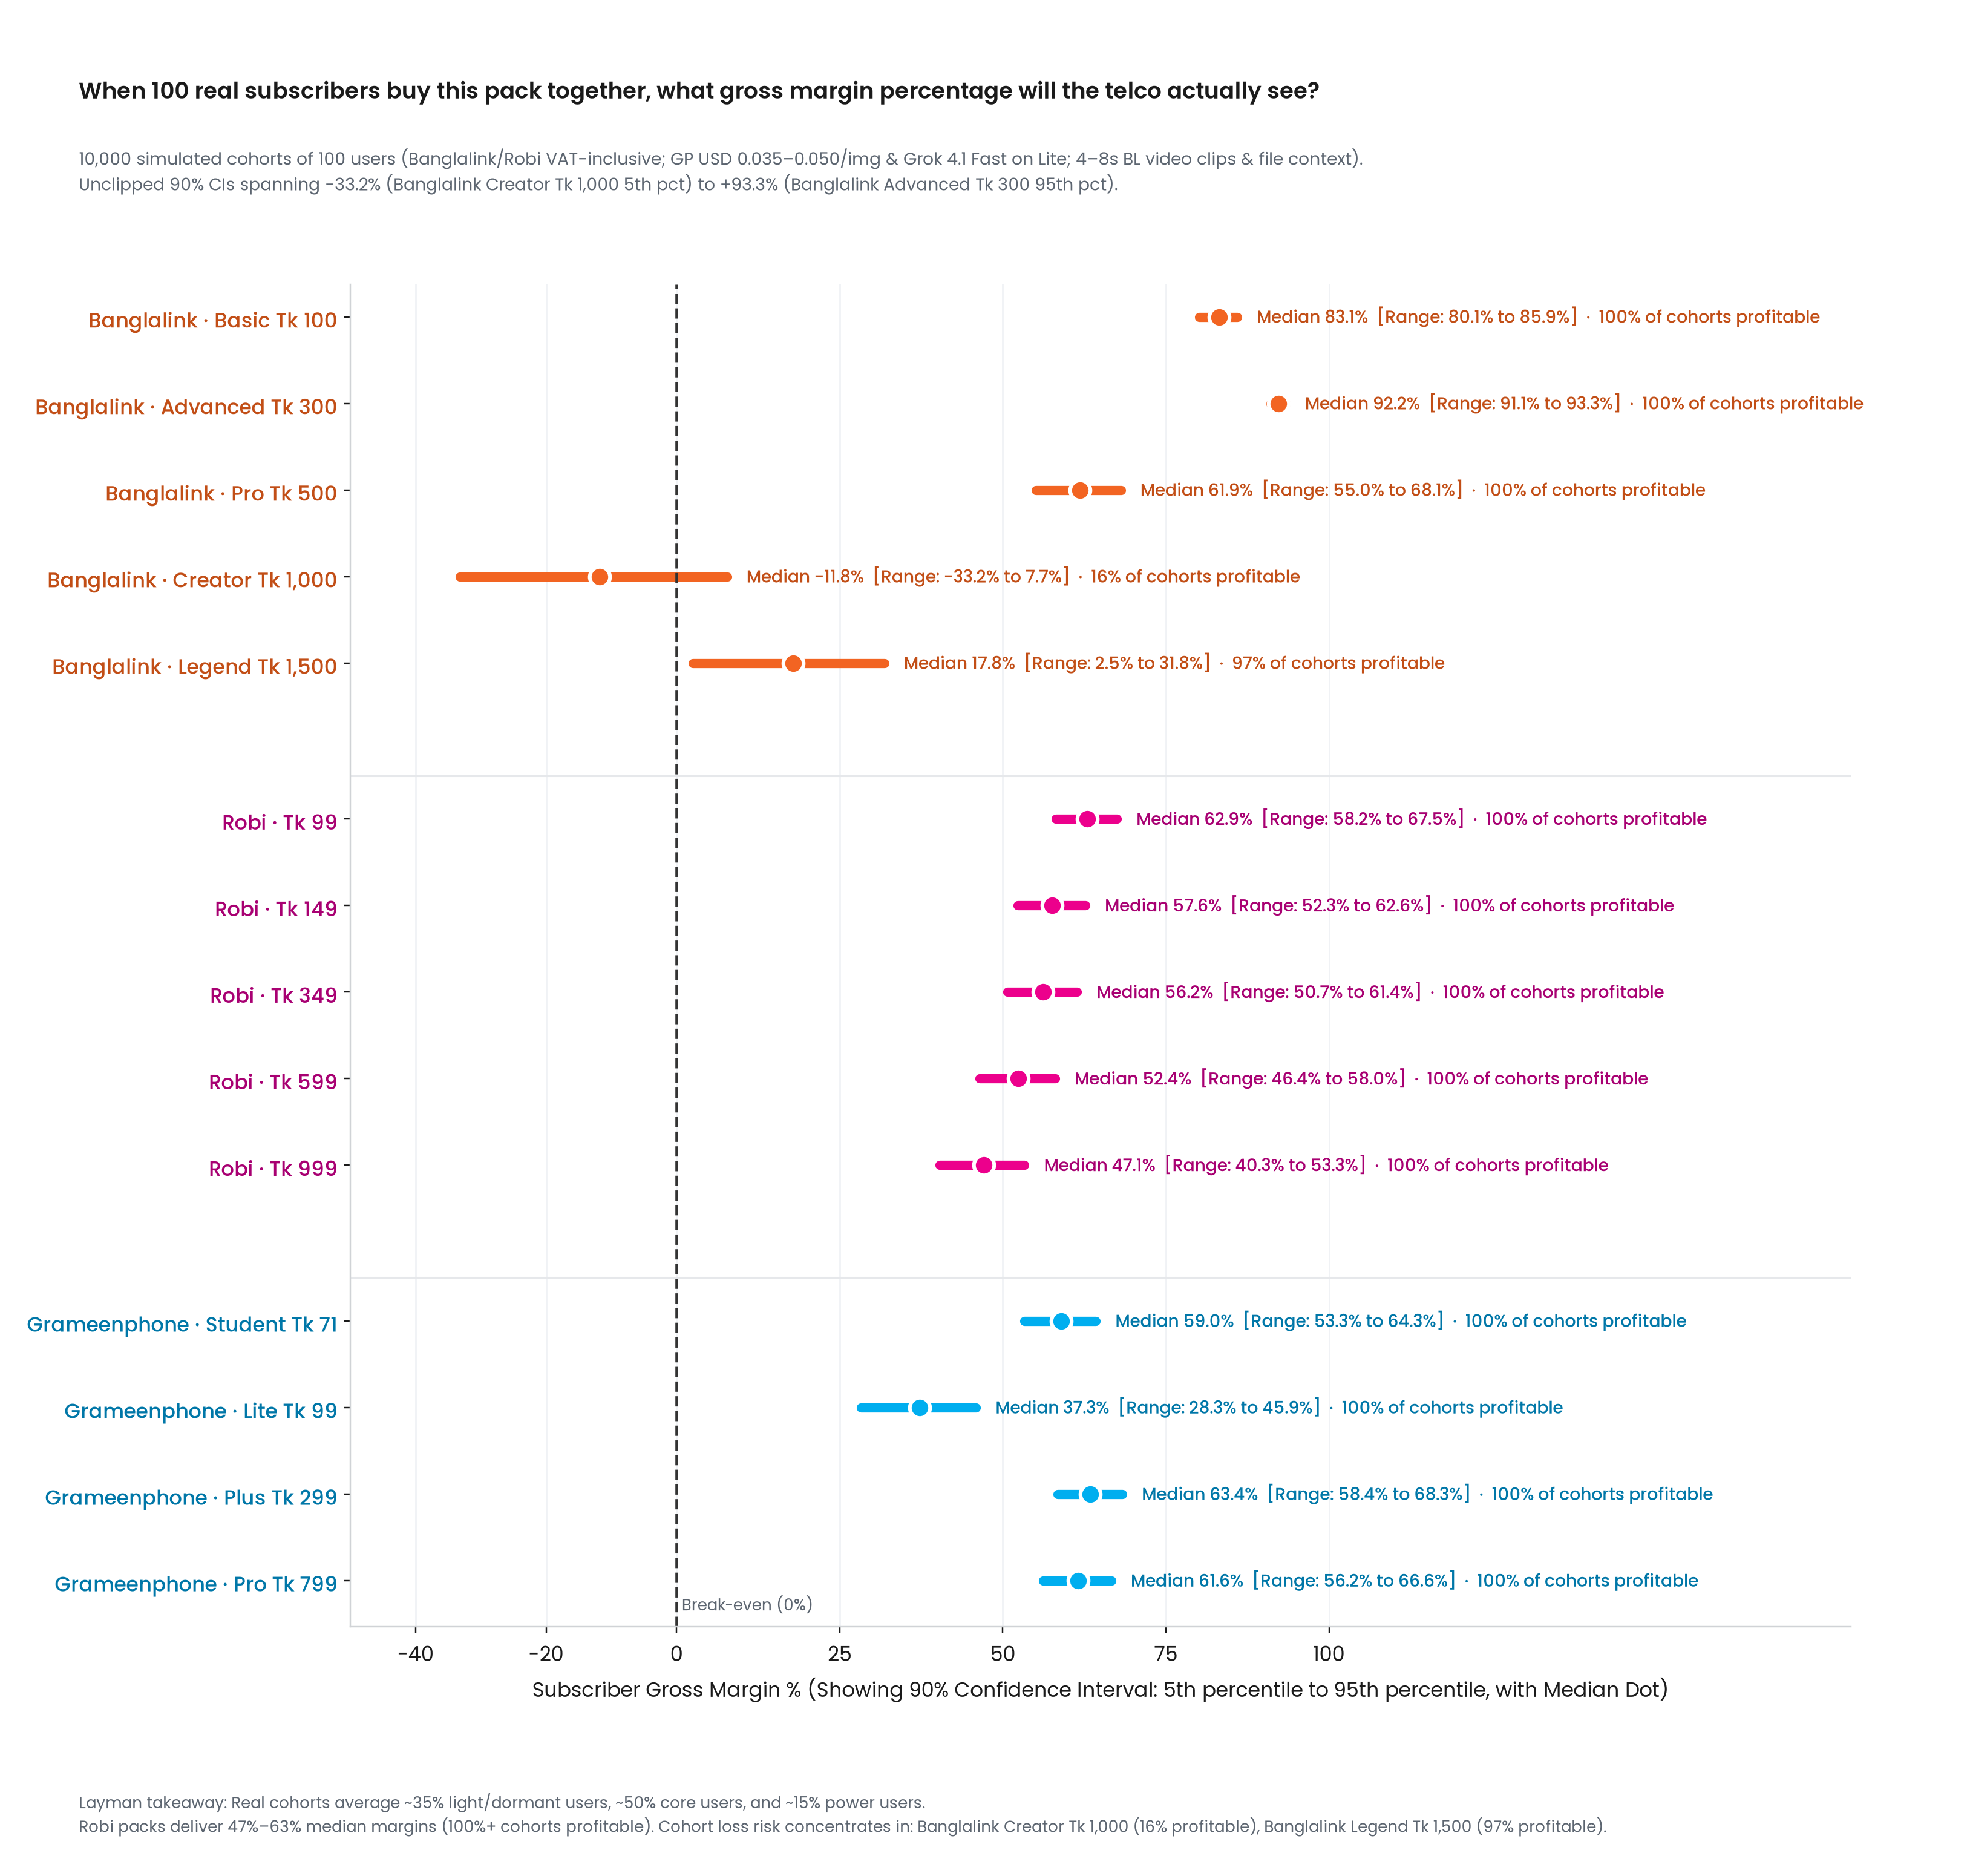 When 100 real subscribers buy this pack together, what gross margin percentage will the telco actually see?
10,000 simulated cohorts of 100 users (Banglalink/Robi VAT-inclusive; GP USD 0.035–0.050/img & Grok 4.1 Fast on Lite; 4–8s BL video clips & file context).
Unclipped 90% CIs spanning -33.2% (Banglalink Creator Tk 1,000 5th pct) to +93.3% (Banglalink Advanced Tk 300 95th pct).
Banglalink · Basic Tk 100 Median 83.1% [Range: 80.1% to 85.9%] · 100% of cohorts profitable
Banglalink · Advanced Tk 300 Median 92.2% [Range: 91.1% to 93.3%] · 100% of cohorts profitable
Banglalink · Pro Tk 500 Median 61.9% [Range: 55.0% to 68.1%] · 100% of cohorts profitable
Banglalink · Creator Tk 1,000 Median -11.8% [Range: -33.2% to 7.7%] · 16% of cohorts profitable
Banglalink · Legend Tk 1,500 Median 17.8% [Range: 2.5% to 31.8%] · 97% of cohorts profitable
Robi · Tk 99 Median 62.9% [Range: 58.2% to 67.5%] · 100% of cohorts profitable
Robi · Tk 149 Median 57.6% [Range: 52.3% to 62.6%] · 100% of cohorts profitable
Robi · Tk 349 Median 56.2% [Range: 50.7% to 61.4%] · 100% of cohorts profitable
Robi · Tk 599 Median 52.4% [Range: 46.4% to 58.0%] · 100% of cohorts profitable
Robi · Tk 999 Median 47.1% [Range: 40.3% to 53.3%] · 100% of cohorts profitable
Grameenphone · Student Tk 71 Median 59.0% [Range: 53.3% to 64.3%] · 100% of cohorts profitable
Grameenphone · Lite Tk 99 Median 37.3% [Range: 28.3% to 45.9%] · 100% of cohorts profitable
Grameenphone · Plus Tk 299 Median 63.4% [Range: 58.4% to 68.3%] · 100% of cohorts profitable
Grameenphone · Pro Tk 799 Median 61.6% [Range: 56.2% to 66.6%] · 100% of cohorts profitable
Break-even (0%)
-40 -20 0 25 50 75 100
Subscriber Gross Margin % (Showing 90% Confidence Interval: 5th percentile to 95th percentile, with Median Dot)
Layman takeaway: Real cohorts average ~35% light/dormant users, ~50% core users, and ~15% power users.
Robi packs deliver 47%–63% median margins (100%+ cohorts profitable). Cohort loss risk concentrates in: Banglalink Creator Tk 1,000 (16% profitable), Banglalink Legend Tk 1,500 (97% profitable).